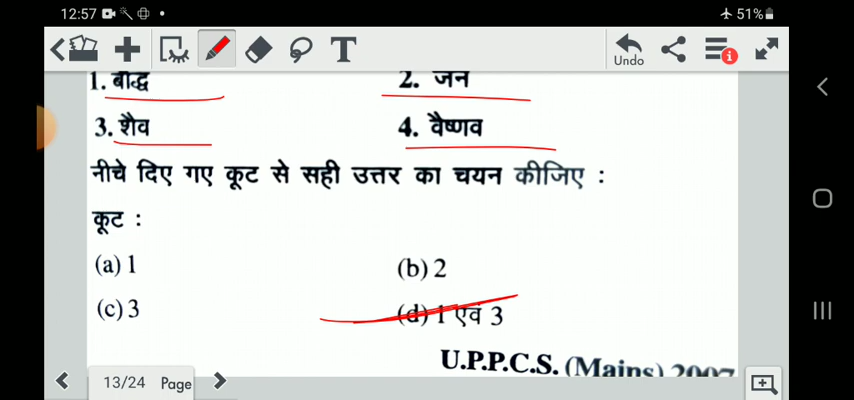 12:57 51%
T Undo i
1. बौद्ध 2. जैन
3. शैव 4. वैष्णव
नीचे दिए गए कूट से सही उत्तर का चयन कीजिए :
कूट :
(a) 1 (b) 2
(c) 3 (d) 1 एवं 3
U.P.P.C.S. (Mains) 2007
13/24 Page